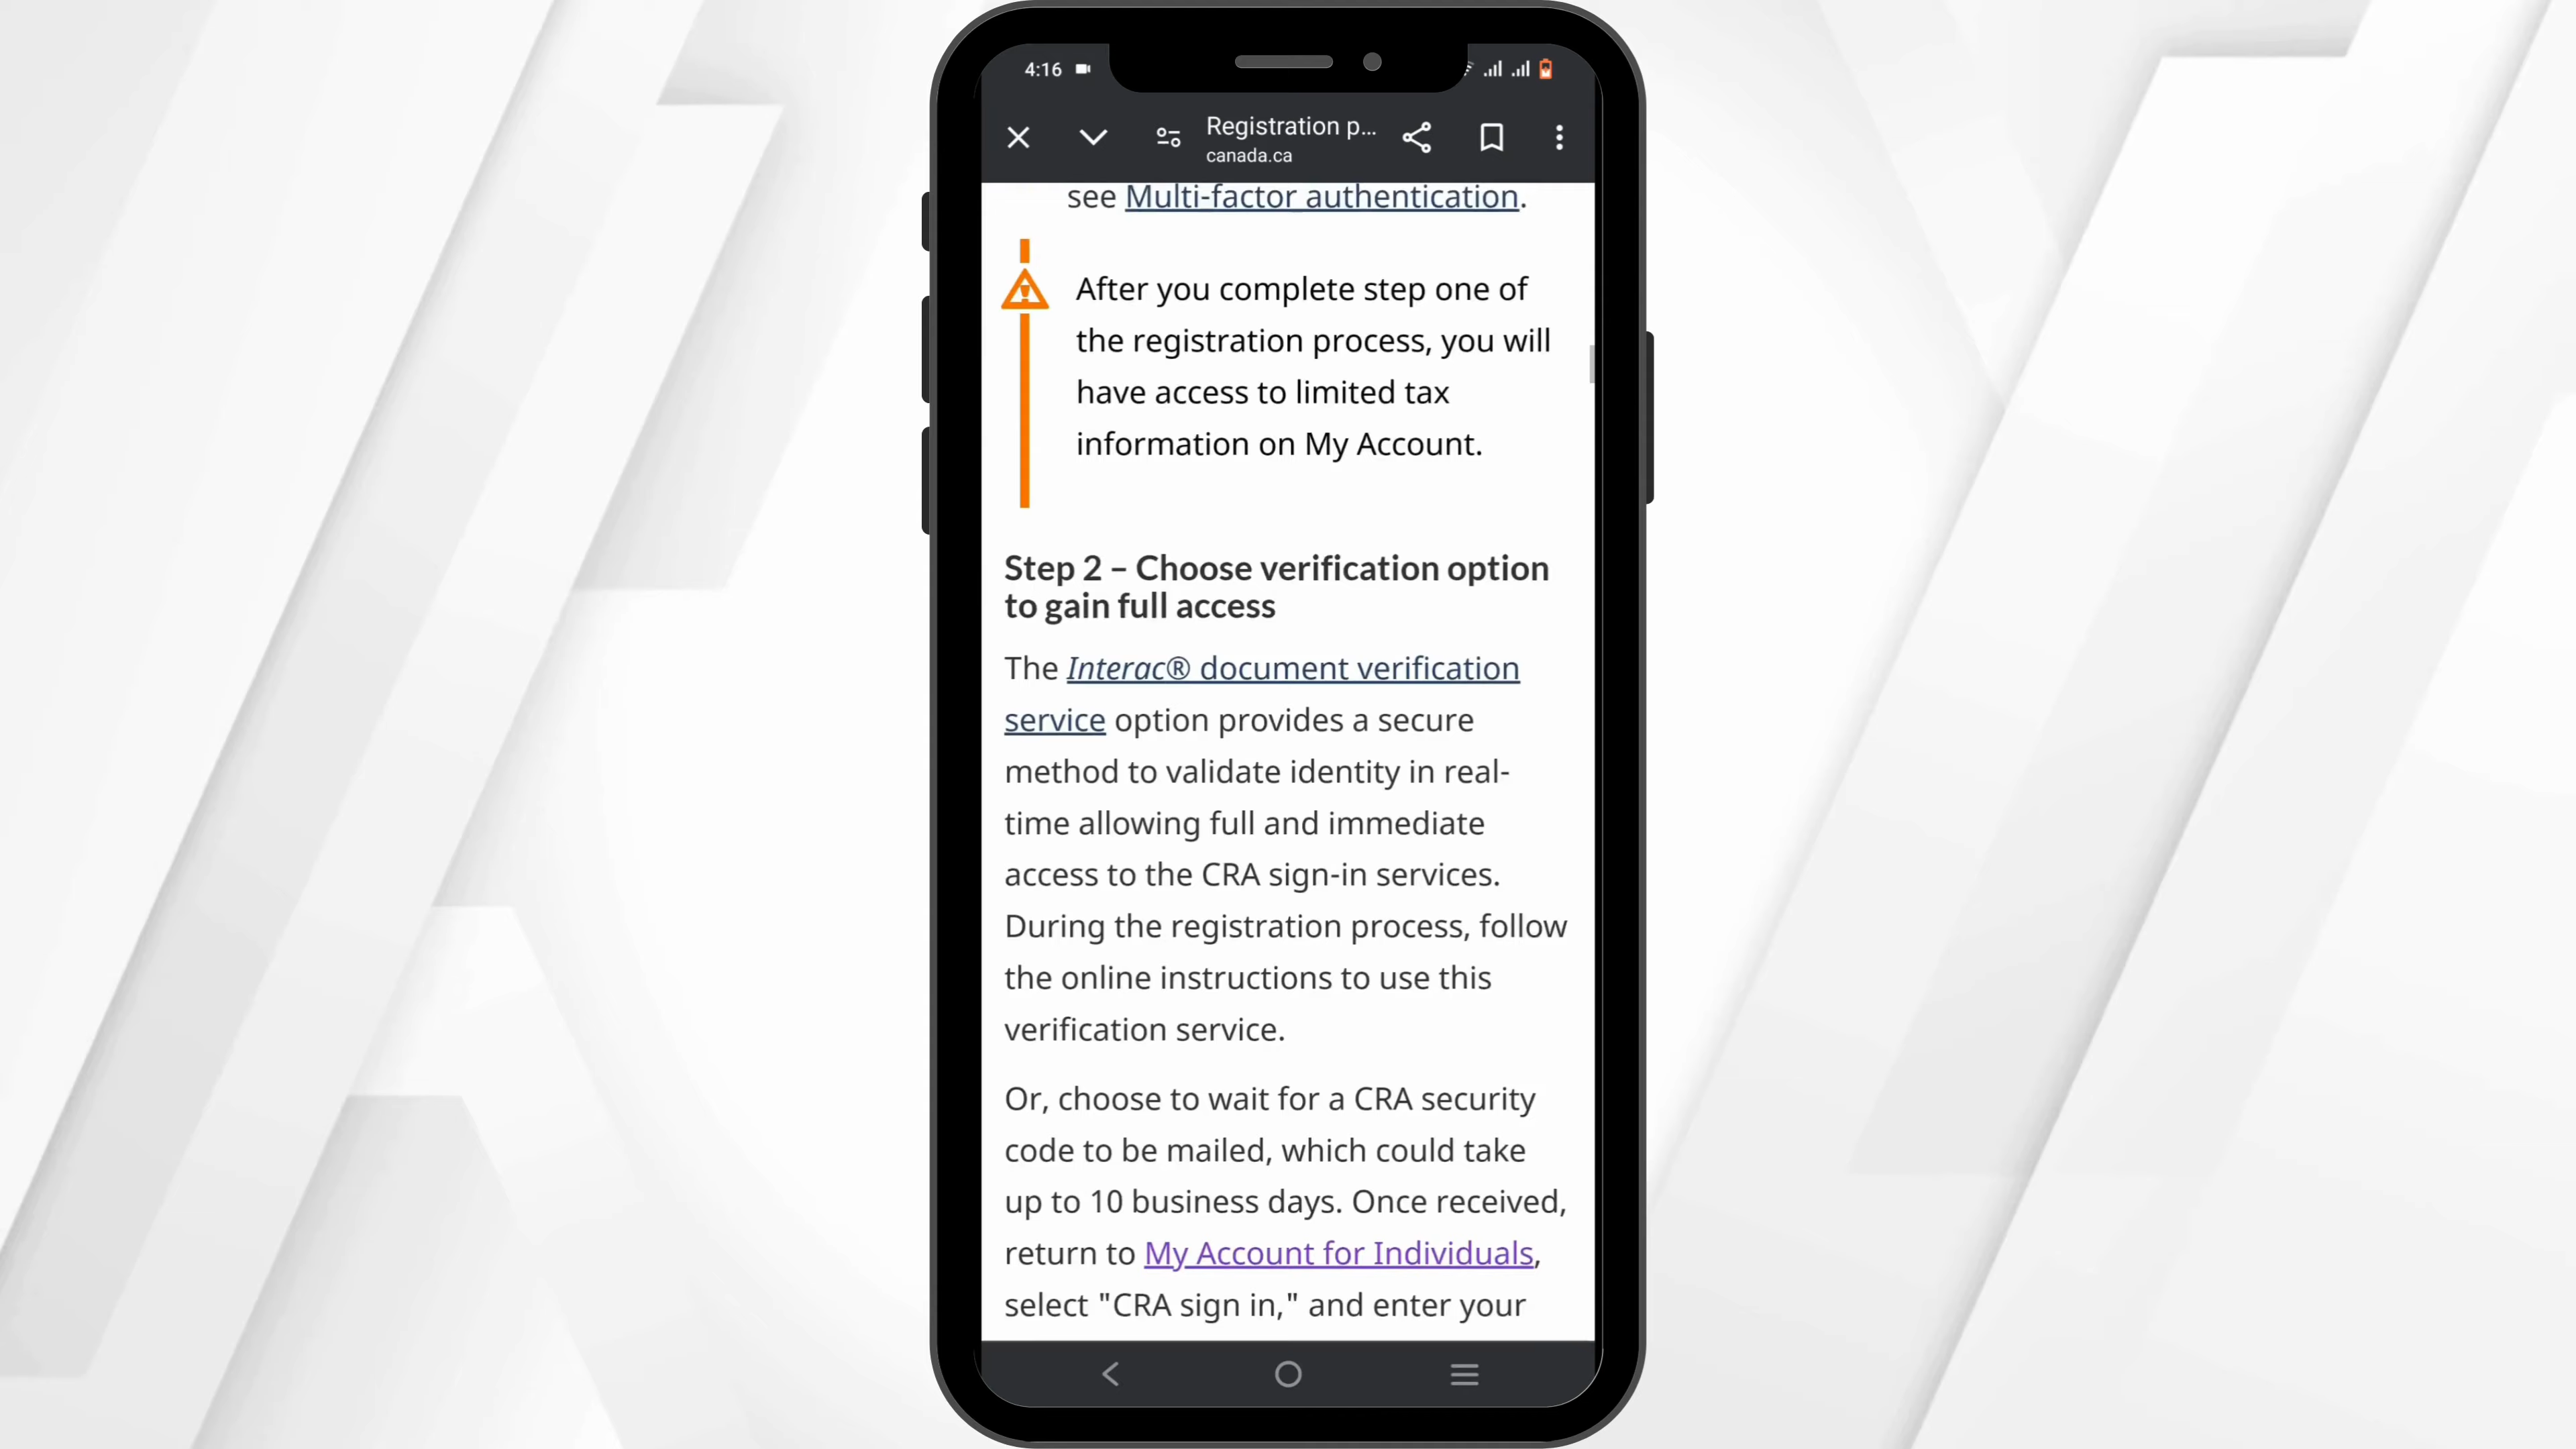 4:16
Registration p...
canada.ca
see Multi-factor authentication.
After you complete step one of
the registration process, you will
have access to limited tax
information on My Account.
Step 2 – Choose verification option
to gain full access
The Interac® document verification
service option provides a secure
method to validate identity in real-
time allowing full and immediate
access to the CRA sign-in services.
During the registration process, follow
the online instructions to use this
verification service.
Or, choose to wait for a CRA security
code to be mailed, which could take
up to 10 business days. Once received,
return to My Account for Individuals,
select "CRA sign in," and enter your